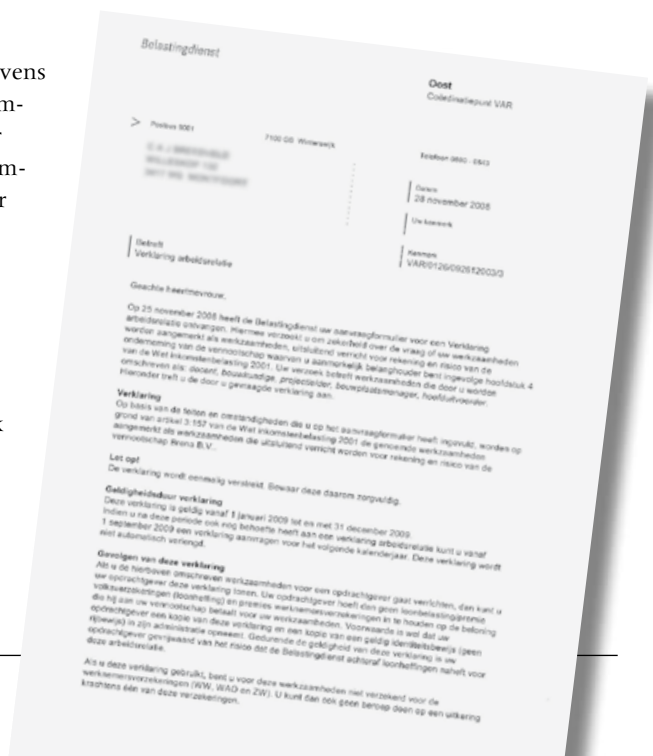 vens
m-
m-
r
k
Belastingdienst
Oost
Coördinatiepunt VAR
> Postbus 9001
7100 GG Winterswijk
Telefoon
Datum
28 november 2008
Uw kenmerk
Kenmerk
Betreft
Verklaring arbeidsrelatie
Geachte heer/mevrouw,
Op 25 november 2008 heeft de Belastingdienst uw aanvraagformulier voor een Verklaring
arbeidsrelatie ontvangen. Hiermee verzoekt u om zekerheid over de vraag of uw werkzaamheden
worden aangemerkt als werkzaamheden, uitsluitend verricht voor rekening en risico van de
onderneming van de vennootschap waarvan u aanmerkelijk belanghouder bent ingevolge hoofdstuk 4
van de Wet inkomstenbelasting 2001. Uw verzoek betreft werkzaamheden die door u worden
omschreven als: docent, bouwkundige, projectleider, bouwplaatsmanager, hoofduitvoerder.
Hieronder treft u de door u gevraagde verklaring aan.
Verklaring
Op basis van de feiten en omstandigheden die u op het aanvraagformulier heeft ingevuld, worden op
grond van artikel 3.157 van de Wet inkomstenbelasting 2001 de genoemde werkzaamheden
aangemerkt als werkzaamheden die uitsluitend verricht worden voor rekening en risico van de
vennootschap B.V..
Let op!
De verklaring wordt eenmalig verstrekt. Bewaar deze daarom zorgvuldig.
Geldigheidsduur verklaring
Deze verklaring is geldig vanaf 1 januari 2009 tot en met 31 december 2009.
Indien u na deze periode ook nog behoefte heeft aan een verklaring arbeidsrelatie kunt u vanaf
1 september 2009 een verklaring aanvragen voor het volgende kalenderjaar. Deze verklaring wordt
niet automatisch verlengd.
Gevolgen van deze verklaring
Als u de hierboven omschreven werkzaamheden voor een opdrachtgever gaat verrichten, dan kunt u
uw opdrachtgever deze verklaring tonen. Uw opdrachtgever hoeft dan geen loonbelasting/premie
volksverzekeringen (loonheffing) en premies werknemersverzekeringen in te houden op de beloning
die hij aan uw vennootschap betaalt voor uw werkzaamheden. Voorwaarde is wel dat uw
opdrachtgever een kopie van deze verklaring en een kopie van een geldig identiteitsbewijs (geen
rijbewijs) in zijn administratie opneemt. Gedurende de geldigheid van deze verklaring is uw
opdrachtgever gevrijwaard van het risico dat de Belastingdienst achteraf loonheffingen naheft voor
deze arbeidsrelatie.
Als u deze verklaring gebruikt, bent u voor deze werkzaamheden niet verzekerd voor de
werknemersverzekeringen (WW, WAO en ZW). U kunt dan ook geen beroep doen op een uitkering
krachtens één van deze verzekeringen.